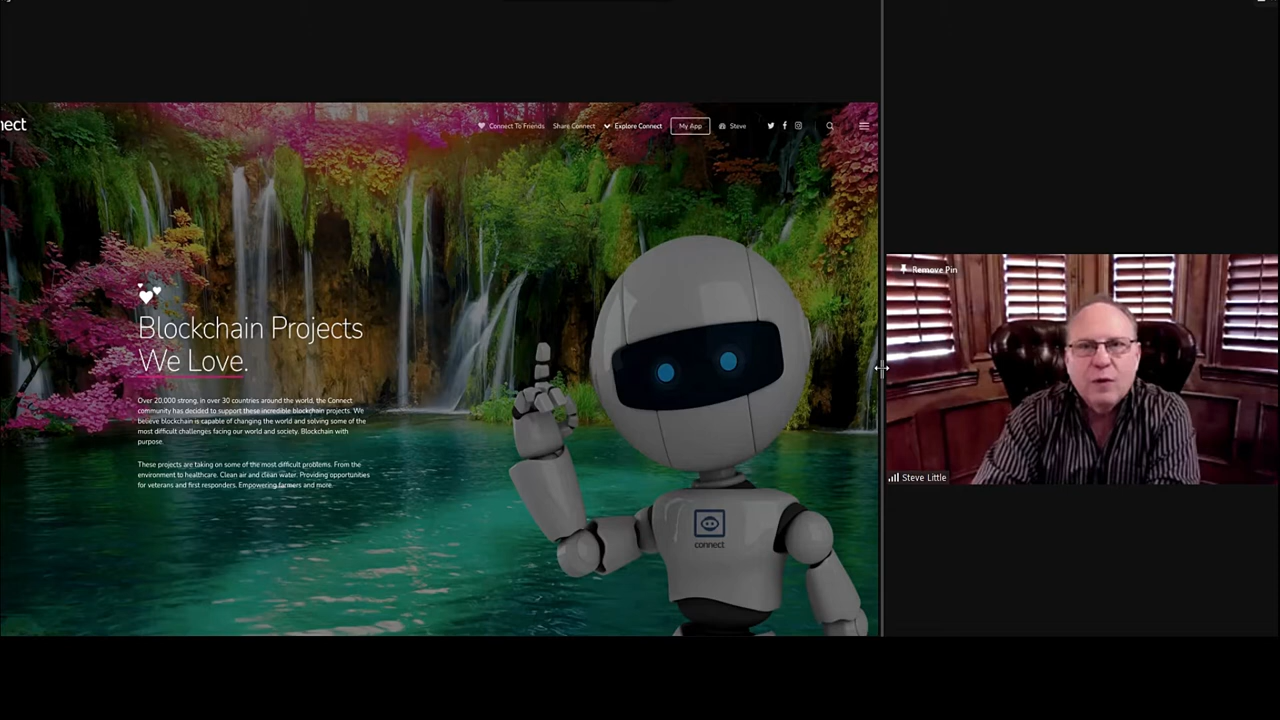 nect
Connect To Friends
Share Connect
Explore Connect
My App
Steve
Remove Pin
Blockchain Projects
We Love.
Over 20,000 strong, in over 30 countries around the world, the Connect
community has decided to support these incredible blockchain projects. We
believe blockchain is capable of changing the world and solving some of the
most difficult challenges facing our world and society. Blockchain with
purpose.
These projects are taking on some of the most difficult problems. From the
environment to healthcare. Clean air and clean water. Providing opportunities
for veterans and first responders. Empowering farmers and more.
Steve Little
connect